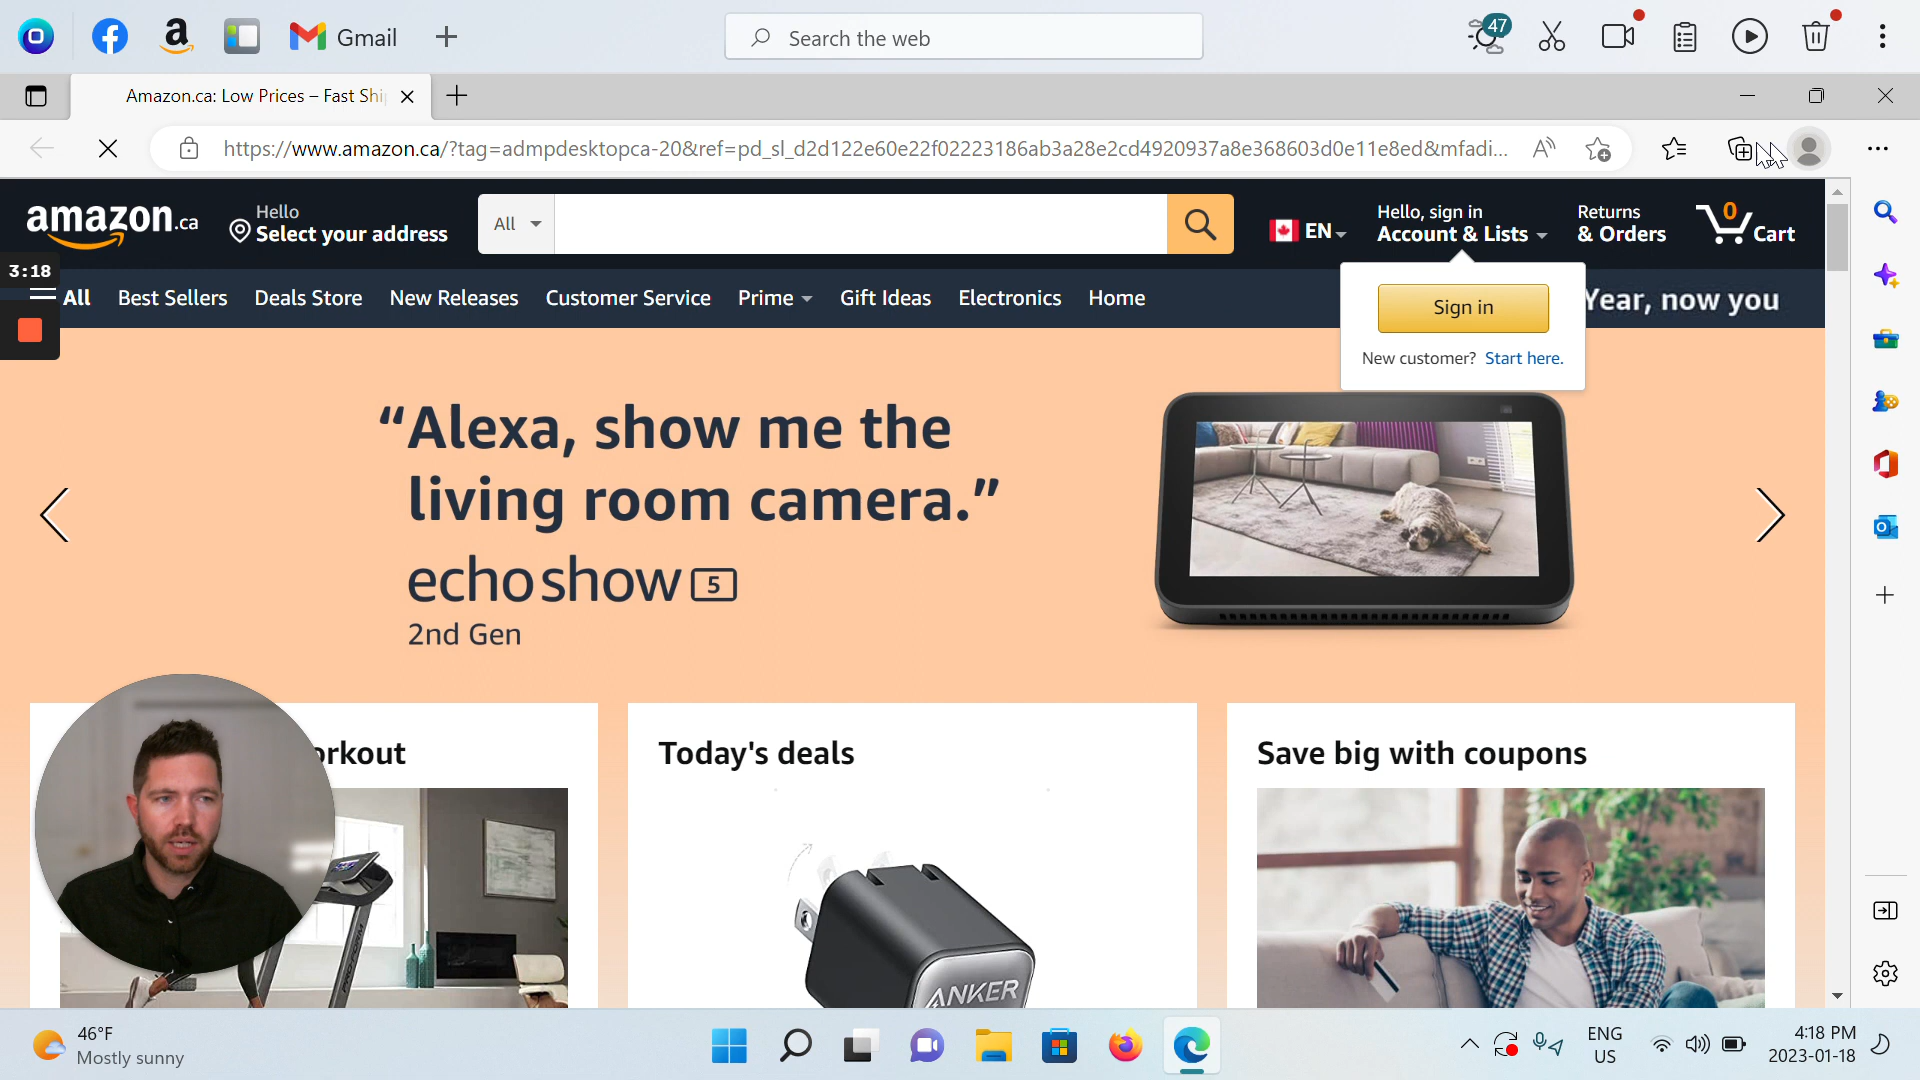 Gmail
Search the web
47
Amazon.ca: Low Prices – Fast Shi
https://www.amazon.ca/?tag=admpdesktopca-20&ref=pd_sl_d2d122e60e22f02223186ab3a28e2cd4920937a8e368603d0e11e8ed&mfadi...
amazon.ca
Hello
Select your address
All
EN
Hello, sign in
Account & Lists
Returns
& Orders
0
Cart
3:18
All
Best Sellers
Deals Store
New Releases
Customer Service
Prime
Gift Ideas
Electronics
Home
Year, now you
Sign in
New customer? Start here.
“Alexa, show me the
living room camera.”
echo show 5
2nd Gen
orkout
Today's deals
Save big with coupons
ANKER
46°F
Mostly sunny
ENG
US
4:18 PM
2023-01-18